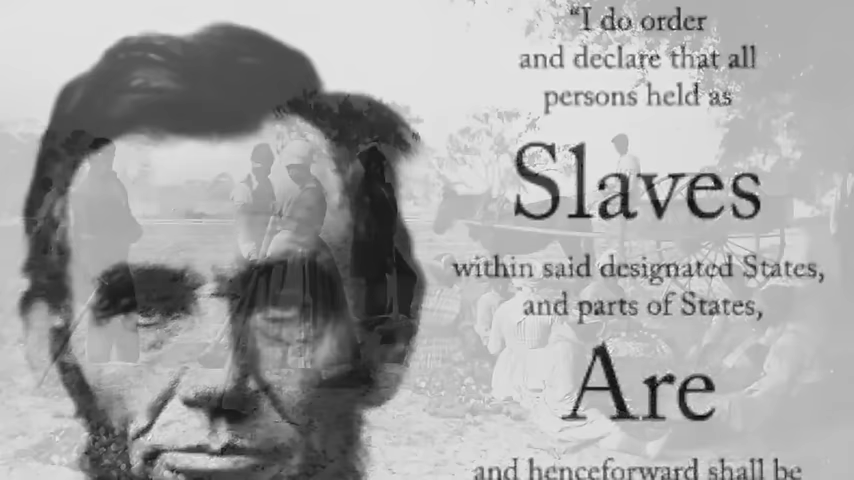 “I do order
and declare that all
persons held as
Slaves
within said designated States,
and parts of States,
Are
and henceforward shall be